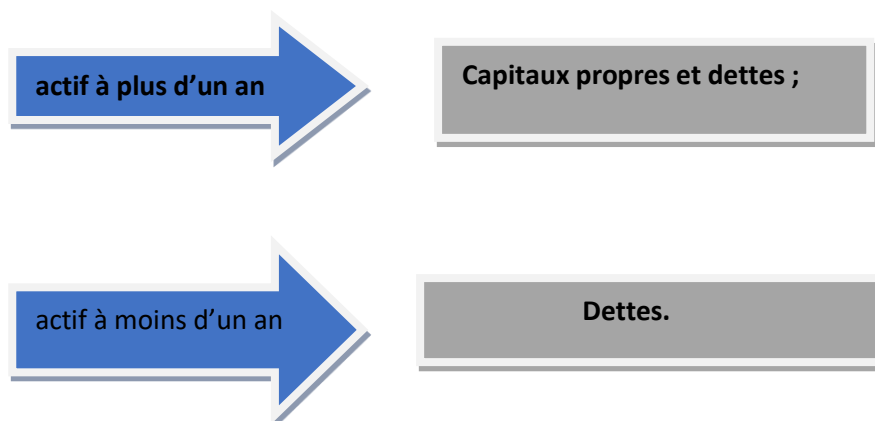 actif à plus d’un an
Capitaux propres et dettes ;
actif à moins d’un an
Dettes.